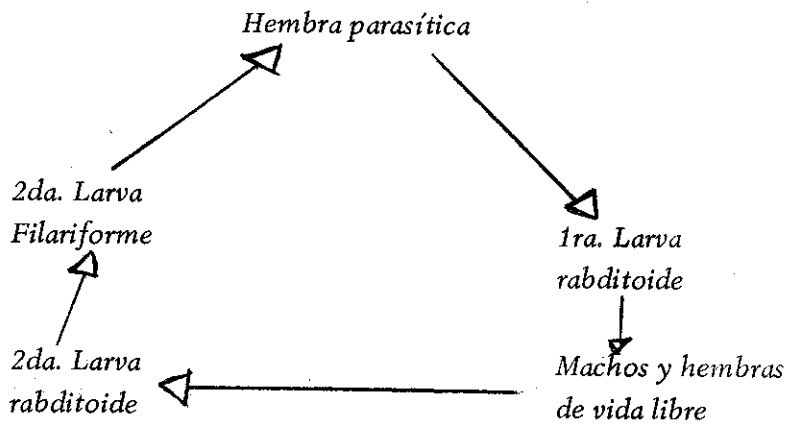 Hembra parasítica
1ra. Larva
rabditoide
Machos y hembras
de vida libre
2da. Larva
rabditoide
2da. Larva
Filariforme